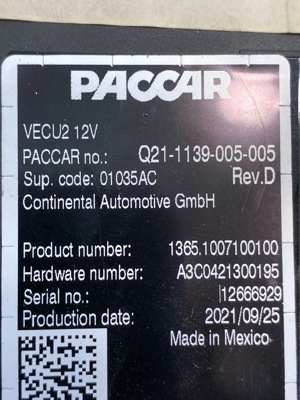 PACCAR
VECU2 12V
PACCAR no.: Q21-1139-005-005
Sup. code: 01035AC Rev.D
Continental Automotive GmbH
Product number: 1365.1007100100
Hardware number: A3C0421300195
Serial no.: 12666929
Production date: 2021/09/25
Made in Mexico